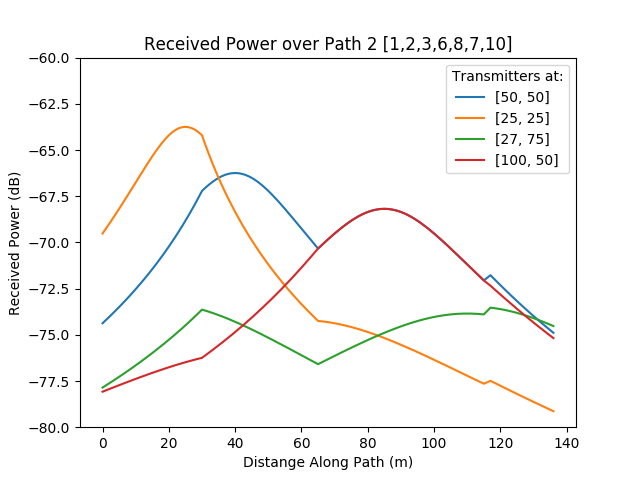 Received Power over Path 2 [1,2,3,6,8,7,10]
−60.0
−62.5
−65.0
−67.5
−70.0
−72.5
−75.0
−77.5
−80.0
Received Power (dB)
Transmitters at:
[50, 50]
[25, 25]
[27, 75]
[100, 50]
0 20 40 60 80 100 120 140
Distange Along Path (m)